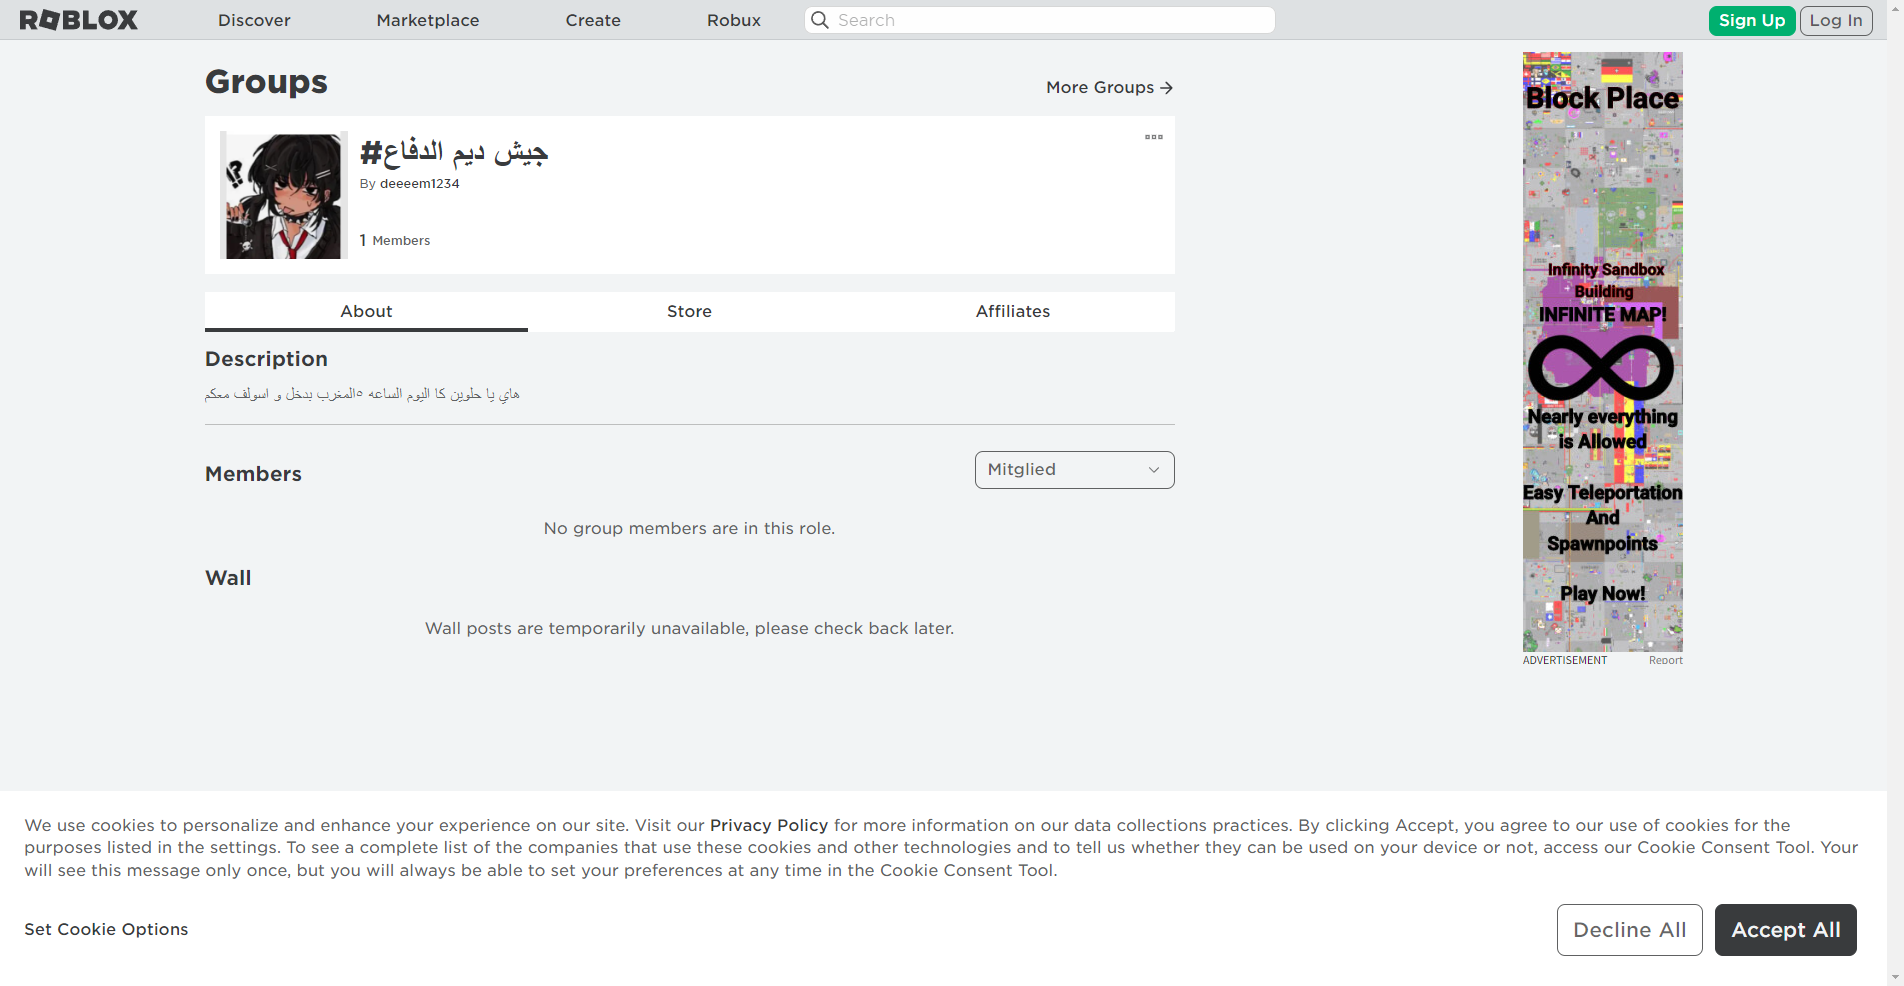 ROBLOX
Discover
Marketplace
Create
Robux
Search
Sign Up
Log In
Groups
More Groups →
#جيش ديم الدفاع
By deeeem1234
1 Members
About
Store
Affiliates
Description
هاي يا حلوين كا اليوم الساعه ٥المغرب بدخل و اسولف معكم
Members
Mitglied
No group members are in this role.
Wall
Wall posts are temporarily unavailable, please check back later.
Block Place
Infinity Sandbox
Building
INFINITE MAP!
Nearly everything
is Allowed
Easy Teleportation
And
Spawnpoints
Play Now!
ADVERTISEMENT
Report
We use cookies to personalize and enhance your experience on our site. Visit our Privacy Policy for more information on our data collections practices. By clicking Accept, you agree to our use of cookies for the
purposes listed in the settings. To see a complete list of the companies that use these cookies and other technologies and to tell us whether they can be used on your device or not, access our Cookie Consent Tool. Your
will see this message only once, but you will always be able to set your preferences at any time in the Cookie Consent Tool.
Set Cookie Options
Decline All
Accept All